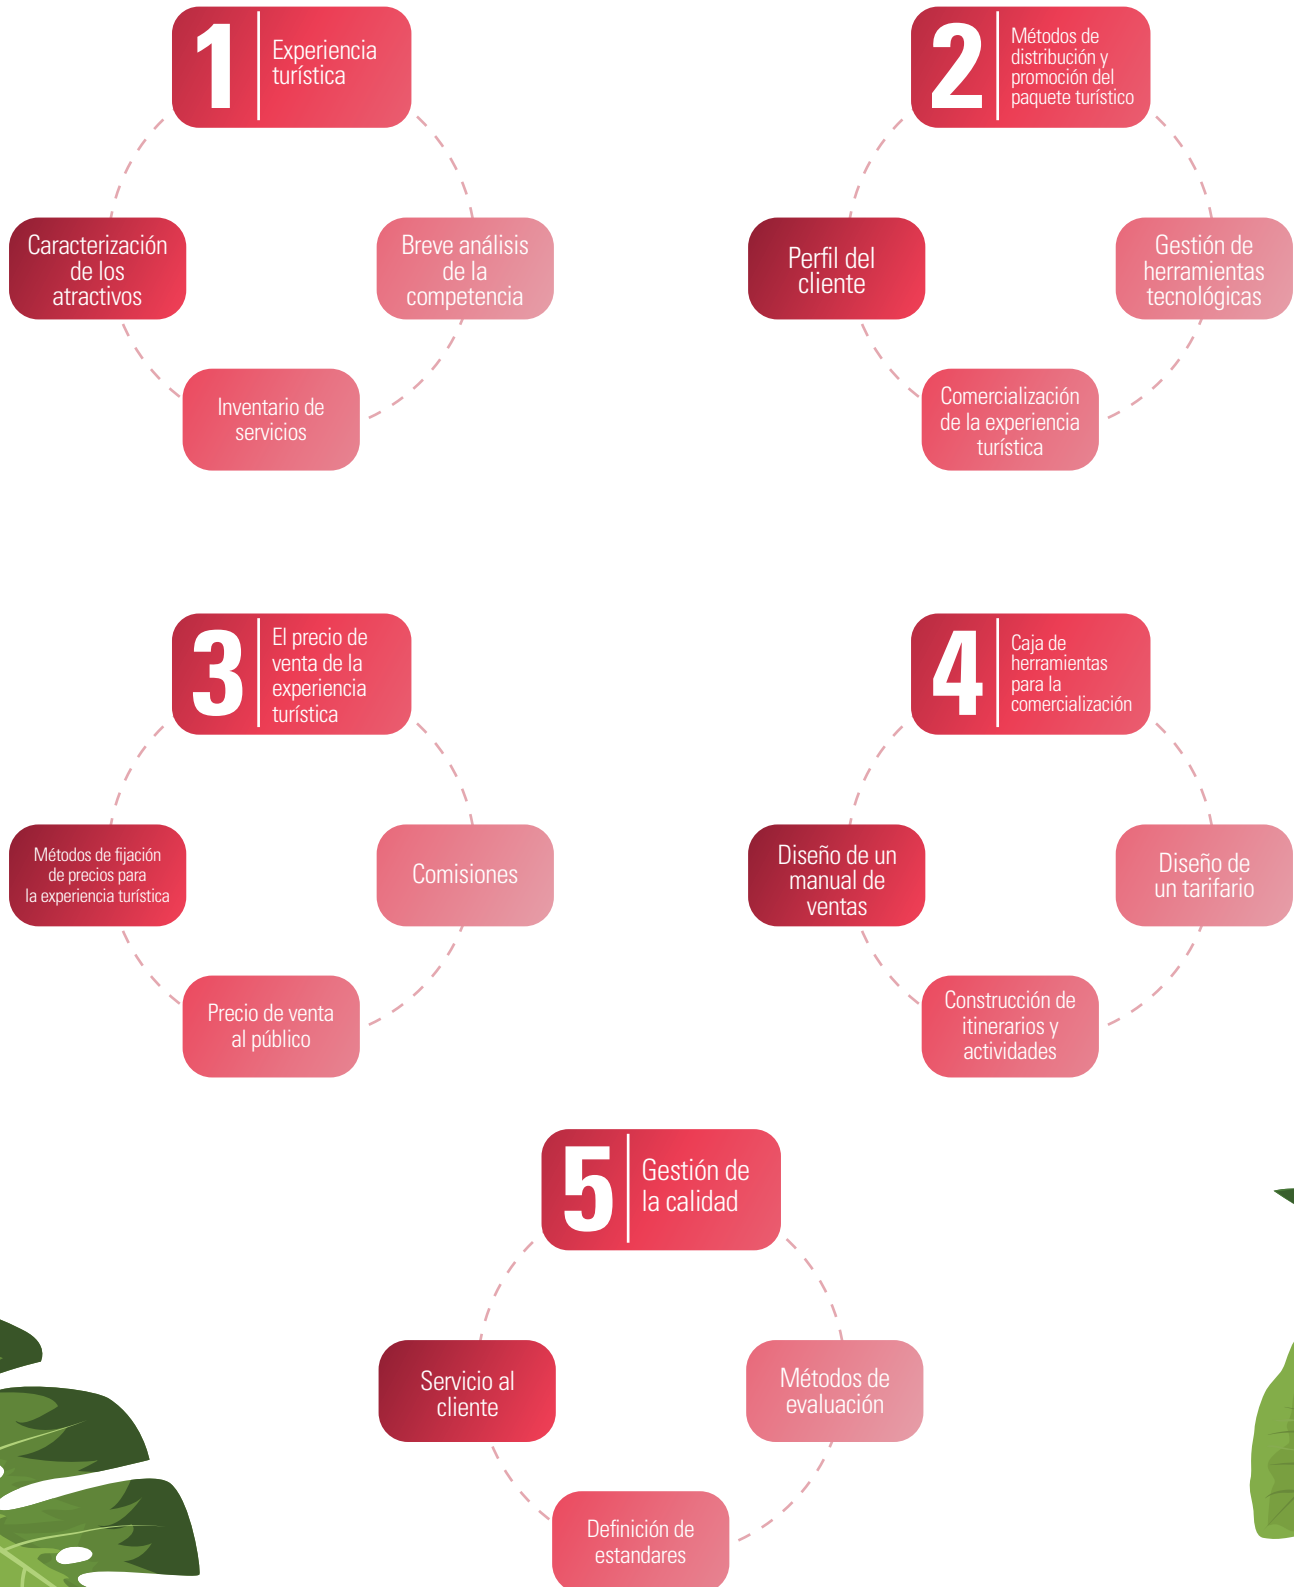 1
Experiencia
turística
Caracterización
de los
atractivos
Breve análisis
de la
competencia
Inventario de
servicios
2
Métodos de
distribución y
promoción del
paquete turístico
Perfil del
cliente
Gestión de
herramientas
tecnológicas
Comercialización
de la experiencia
turística
3
El precio de
venta de la
experiencia
turística
Métodos de fijación
de precios para
la experiencia turística
Comisiones
Precio de venta
al público
4
Caja de
herramientas
para la
comercialización
Diseño de un
manual de
ventas
Diseño de
un tarifario
Construcción de
itinerarios y
actividades
5
Gestión de
la calidad
Servicio al
cliente
Métodos de
evaluación
Definición de
estandares